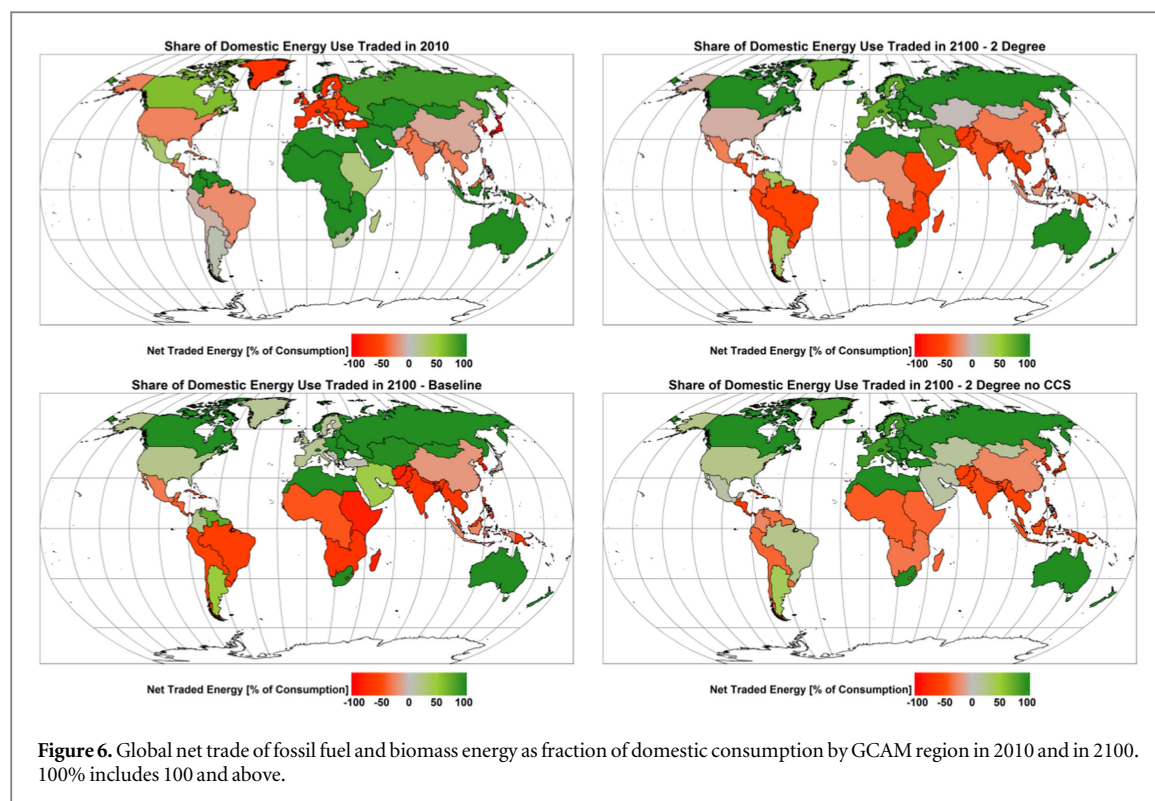 Share of Domestic Energy Use Traded in 2010
Net Traded Energy [% of Consumption]
-100 -50 0 50 100
Share of Domestic Energy Use Traded in 2100 - 2 Degree
Net Traded Energy [% of Consumption]
-100 -50 0 50 100
Share of Domestic Energy Use Traded in 2100 - Baseline
Net Traded Energy [% of Consumption]
-100 -50 0 50 100
Share of Domestic Energy Use Traded in 2100 - 2 Degree no CCS
Net Traded Energy [% of Consumption]
-100 -50 0 50 100
Figure 6. Global net trade of fossil fuel and biomass energy as fraction of domestic consumption by GCAM region in 2010 and in 2100.
100% includes 100 and above.